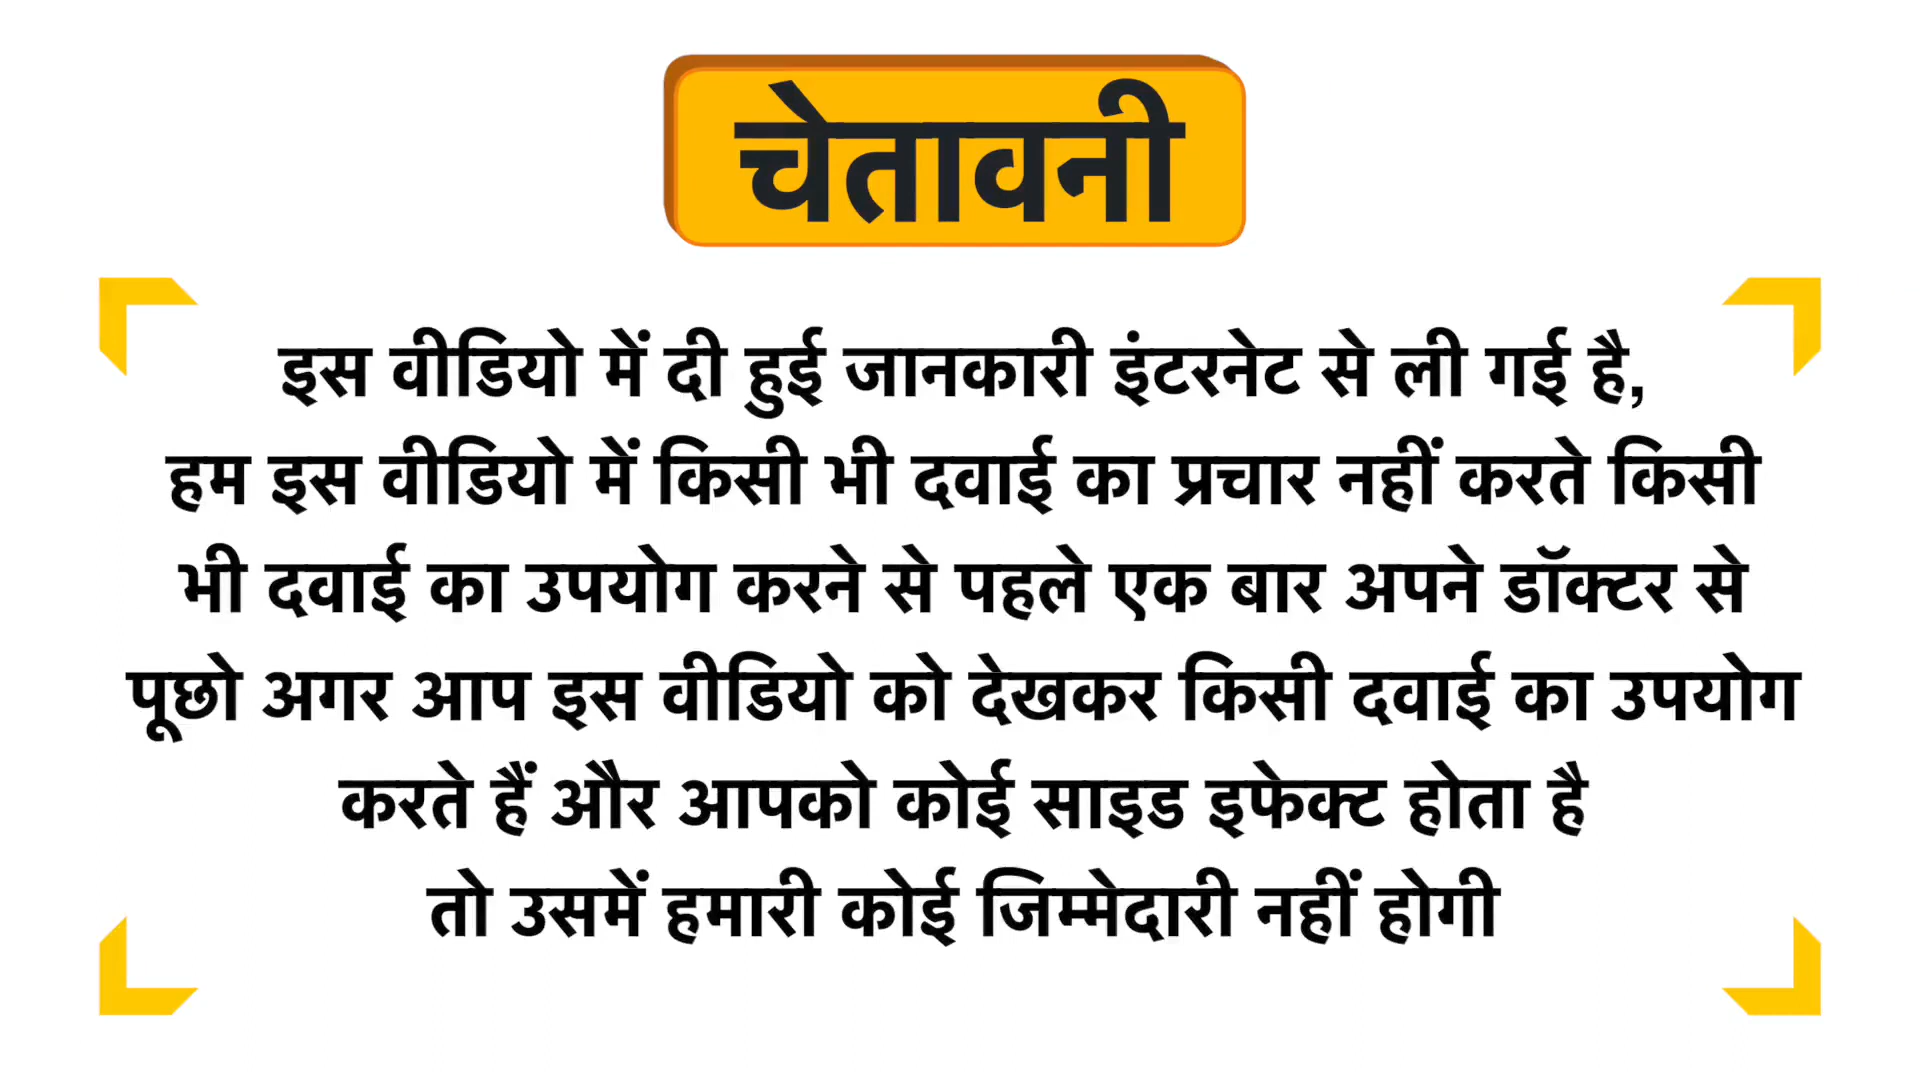 चेतावनी
इस वीडियो में दी हुई जानकारी इंटरनेट से ली गई है,
हम इस वीडियो में किसी भी दवाई का प्रचार नहीं करते किसी
भी दवाई का उपयोग करने से पहले एक बार अपने डॉक्टर से
पूछो अगर आप इस वीडियो को देखकर किसी दवाई का उपयोग
करते हैं और आपको कोई साइड इफेक्ट होता है
तो उसमें हमारी कोई जिम्मेदारी नहीं होगी